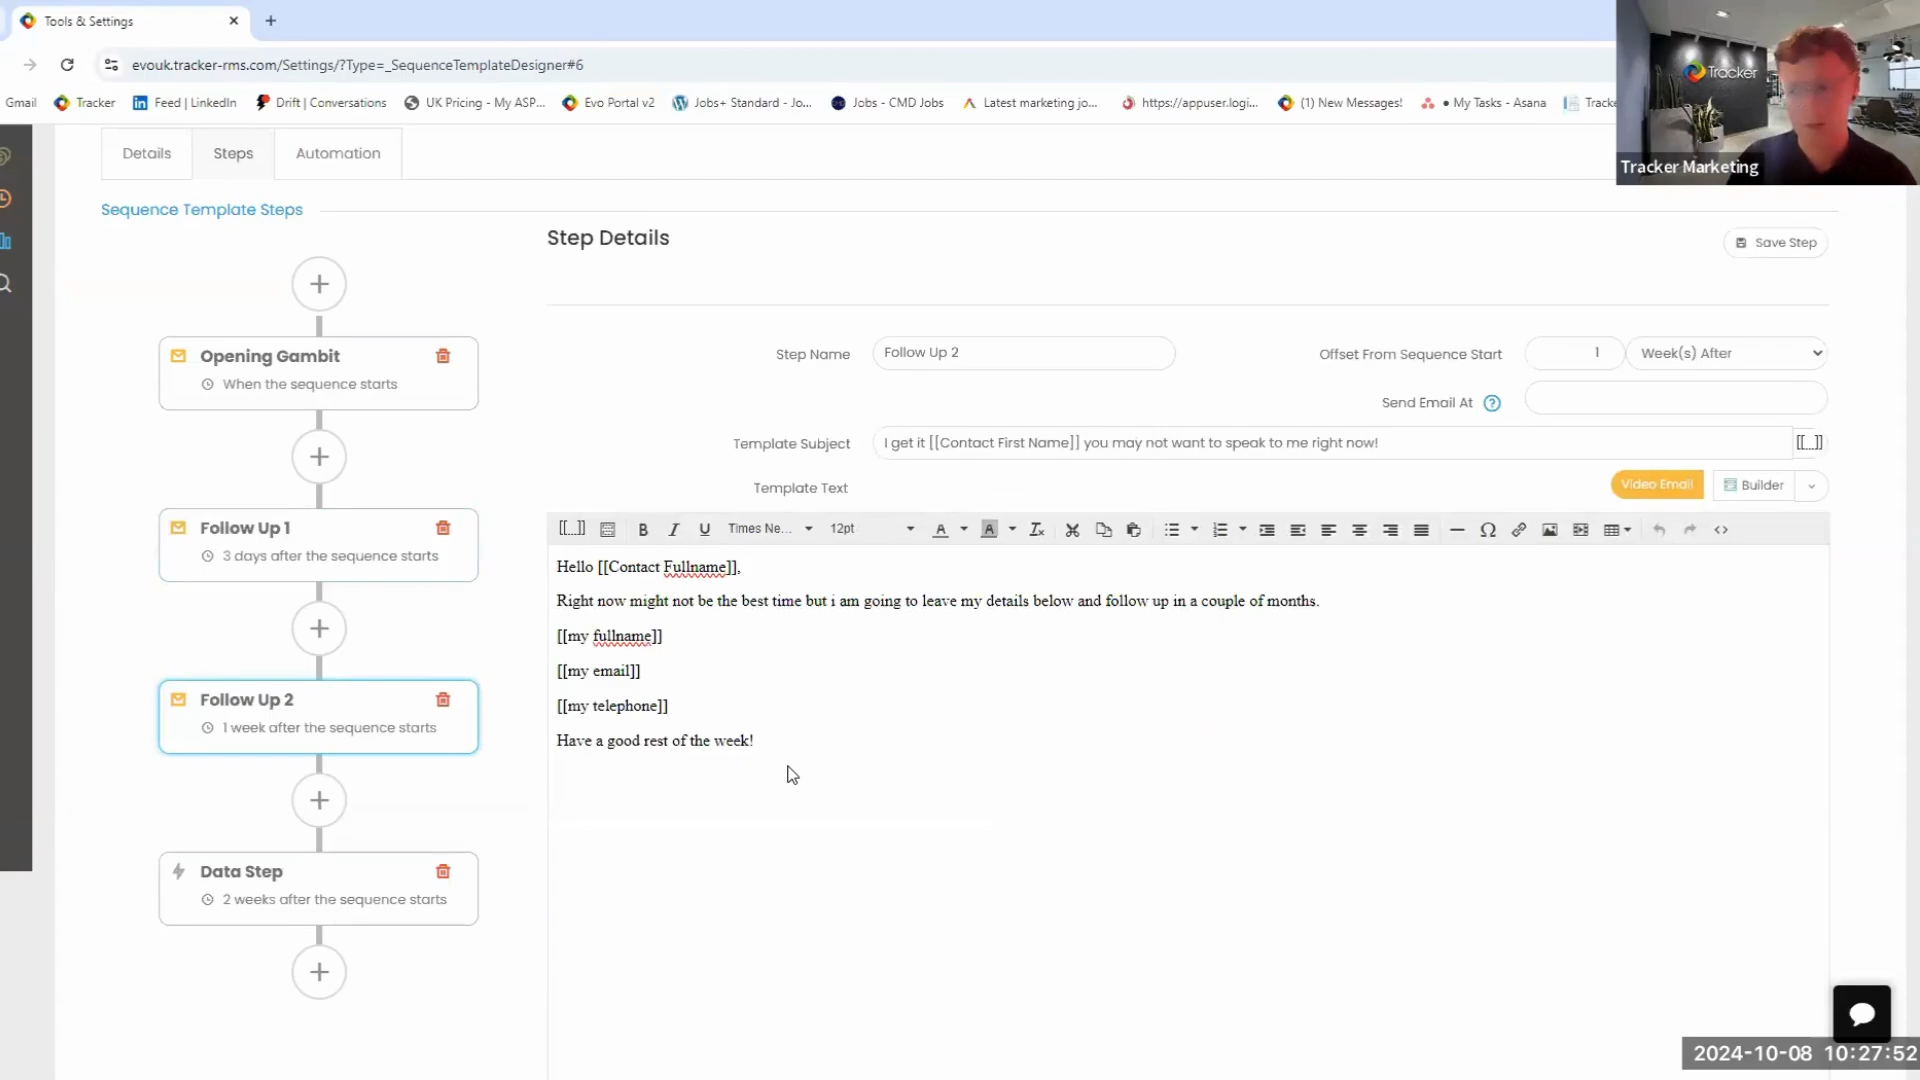 Tools & Settings
evouk.tracker-rms.com/Settings/?Type=_SequenceTemplateDesigner#6
Gmail Tracker Feed | LinkedIn Drift | Conversations UK Pricing - My ASP... Evo Portal v2 Jobs+ Standard - Jo... Jobs - CMD Jobs Latest marketing jo... https://appuser.logi... (1) New Messages! • My Tasks - Asana Tracke
Tracker
Tracker Marketing
Details Steps Automation
Sequence Template Steps
Step Details
Save Step
Opening Gambit
When the sequence starts
Follow Up 1
3 days after the sequence starts
Follow Up 2
1 week after the sequence starts
Data Step
2 weeks after the sequence starts
Step Name Follow Up 2 Offset From Sequence Start 1 Week(s) After
Send Email At ?
Template Subject I get it [[Contact First Name]] you may not want to speak to me right now! [[...]]
Template Text Video Email Builder
[[...]] B I U Times Ne... 12pt A A
Hello [[Contact Fullname]],
Right now might not be the best time but i am going to leave my details below and follow up in a couple of months.
[[my fullname]]
[[my email]]
[[my telephone]]
Have a good rest of the week!
2024-10-08 10:27:52